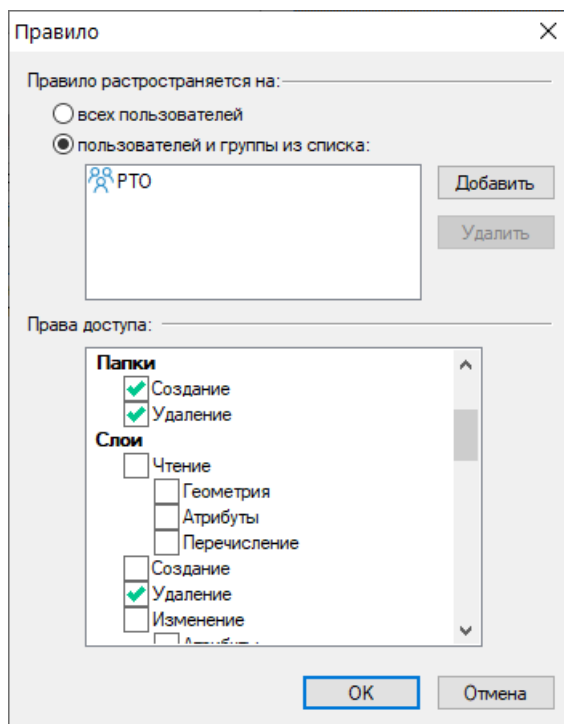 Правило
Правило распространяется на:
всех пользователей
пользователей и группы из списка:
РТО
Добавить
Удалить
Права доступа:
Папки
Создание
Удаление
Слои
Чтение
Геометрия
Атрибуты
Перечисление
Создание
Удаление
Изменение
OK
Отмена